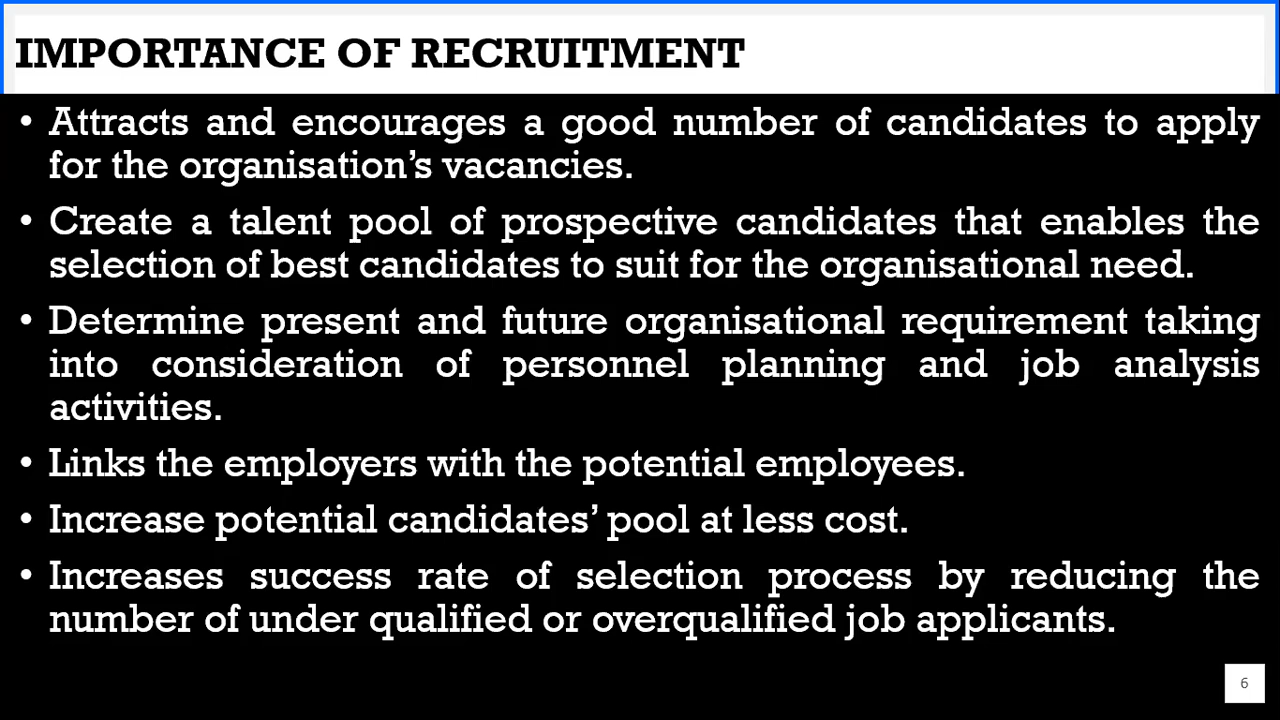 IMPORTANCE OF RECRUITMENT
• Attracts and encourages a good number of candidates to apply
for the organisation’s vacancies.
• Create a talent pool of prospective candidates that enables the
selection of best candidates to suit for the organisational need.
• Determine present and future organisational requirement taking
into consideration of personnel planning and job analysis
activities.
• Links the employers with the potential employees.
• Increase potential candidates’ pool at less cost.
• Increases success rate of selection process by reducing the
number of under qualified or overqualified job applicants.
6